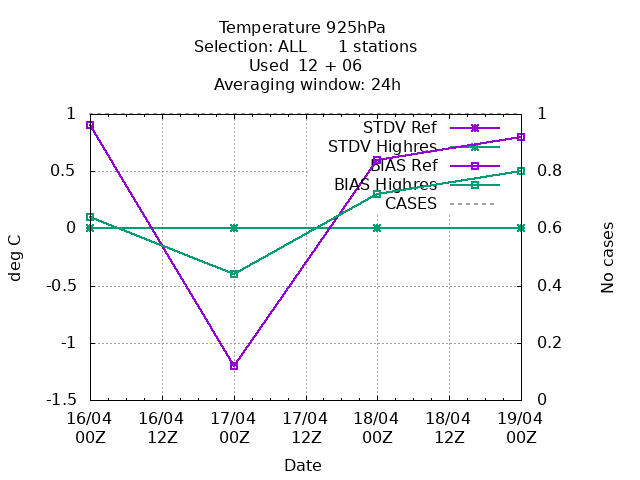 Temperature 925hPa
Selection: ALL 1 stations
Used 12 + 06
Averaging window: 24h
1 1
STDV Ref
STDV Highres
BIAS Ref
BIAS Highres
CASES
0.5 0.8
0 0.6
-0.5 0.4
-1 0.2
-1.5 0
deg C
No cases
16/04 16/04 17/04 17/04 18/04 18/04 19/04
00Z 12Z 00Z 12Z 00Z 12Z 00Z
Date